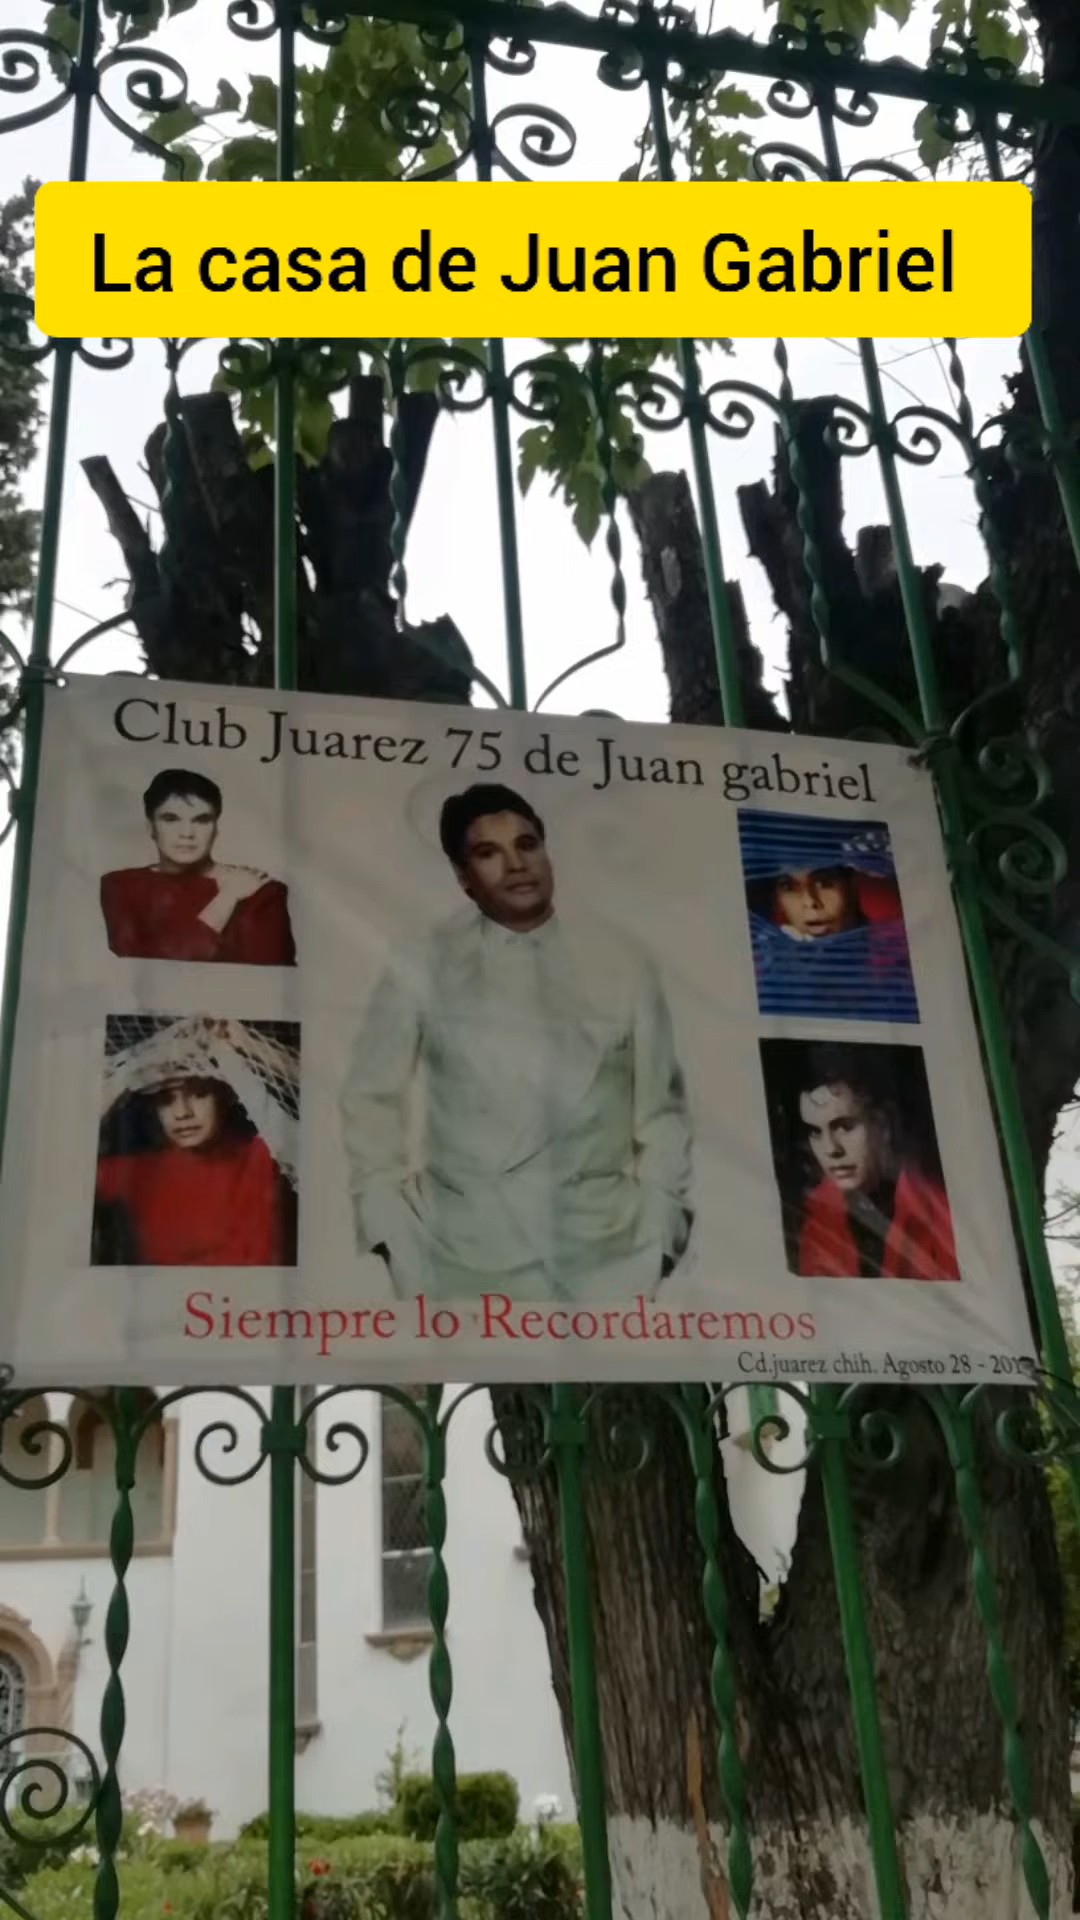 La casa de Juan Gabriel
Club Juarez 75 de Juan gabriel
Siempre lo Recordaremos
Cd.juarez chih. Agosto 28 -